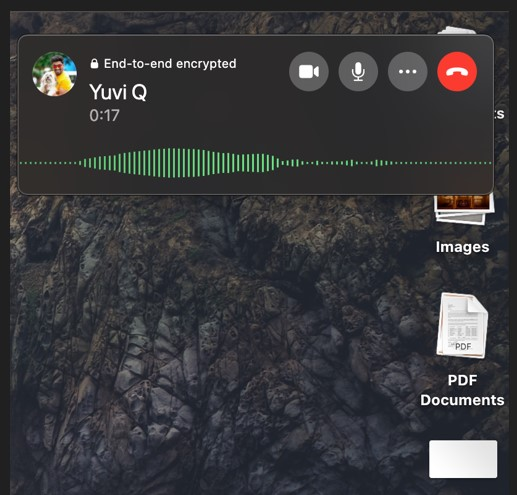 End-to-end encrypted
Yuvi Q
0:17
Images
PDF
PDF
Documents